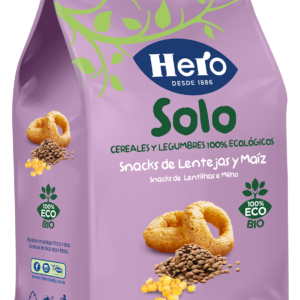 Hero
DESDE 1886
Solo
CEREALES Y LEGUMBRES 100% ECOLÓGICOS
Snacks de Lentejas y Maíz
Snacks de Lentilhas e Milho
100%
ECO
BIO
100%
ECO
BIO